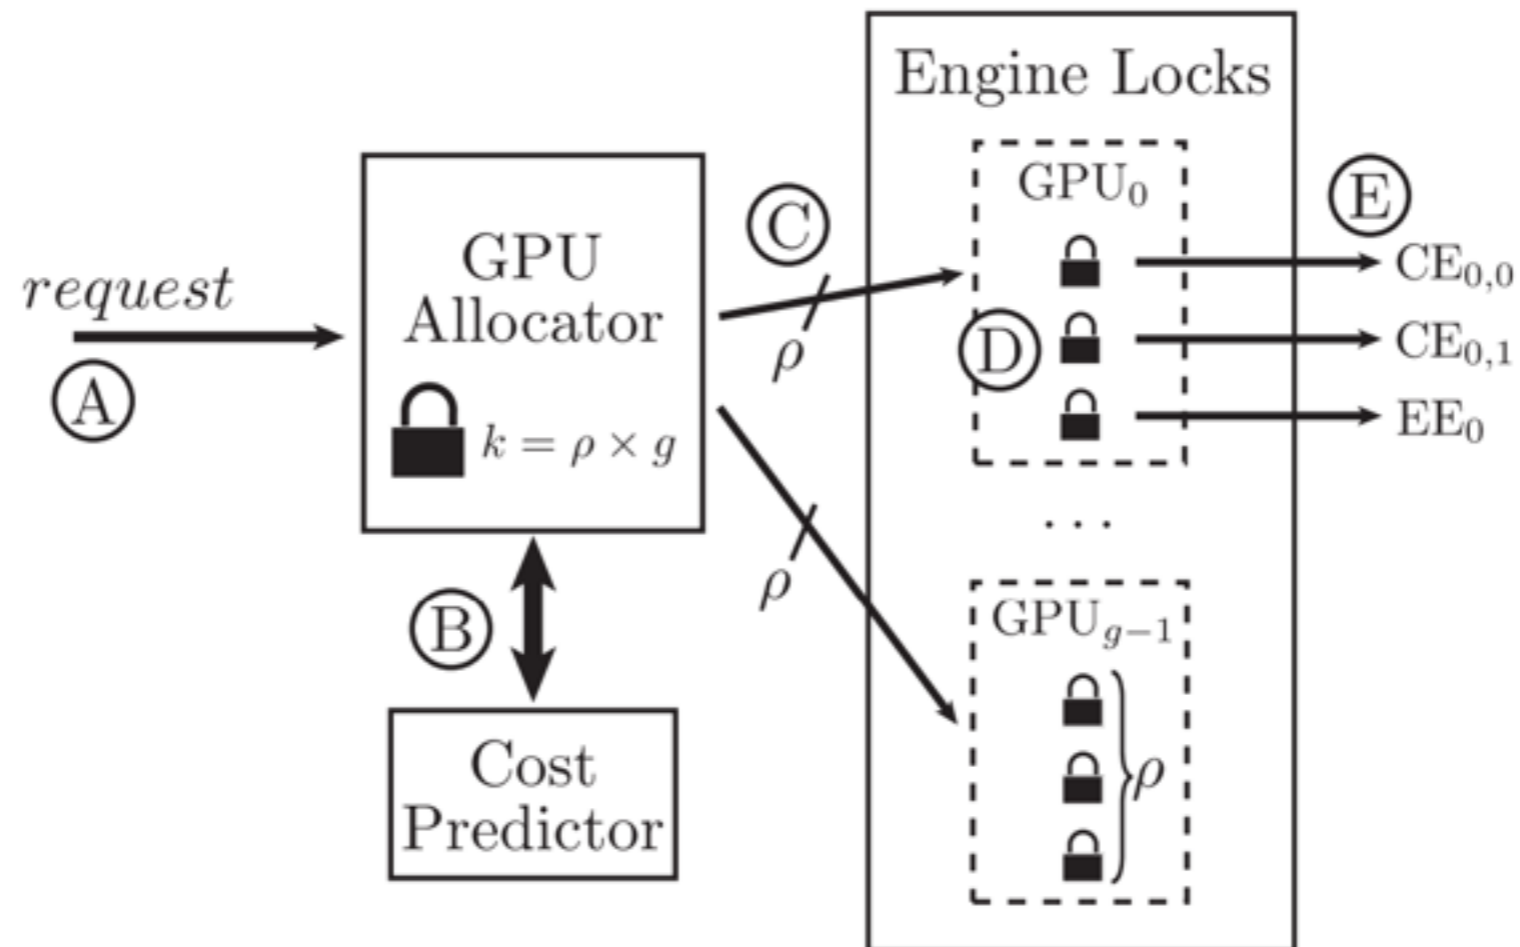 request
A
GPU
Allocator
k = ρ × g
B
Cost
Predictor
C
ρ
ρ
Engine Locks
GPU₀
D
E
CE₀,₀
CE₀,₁
EE₀
...
GPU_{g−1}
ρ